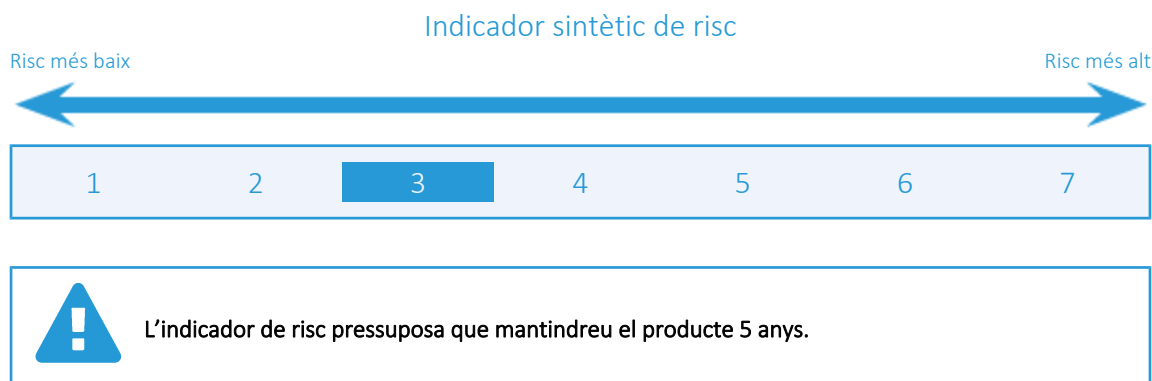 Indicador sintètic de risc
Risc més baix Risc més alt
1 2 3 4 5 6 7
L’indicador de risc pressuposa que mantindreu el producte 5 anys.